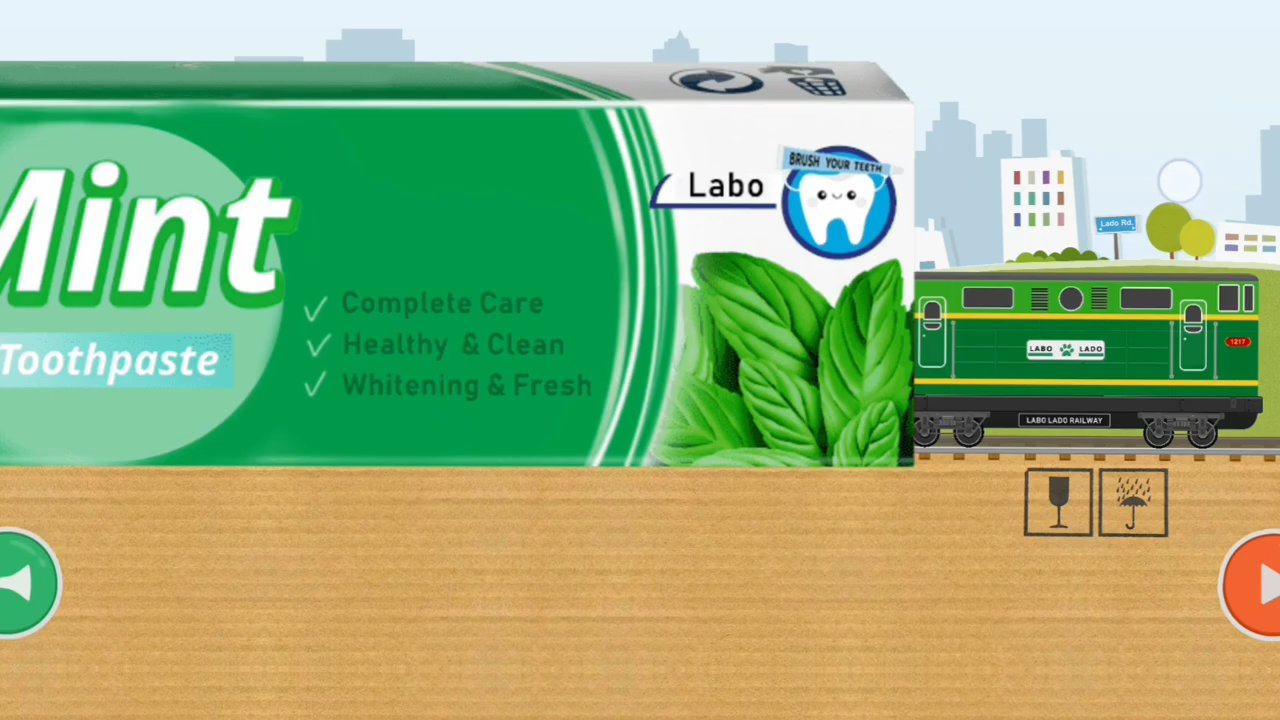 BRUSH YOUR TEETH
Labo
Mint
Toothpaste
Complete Care
Healthy & Clean
Whitening & Fresh
Lado Rd.
LABO LADO
1217
LABO LADO RAILWAY